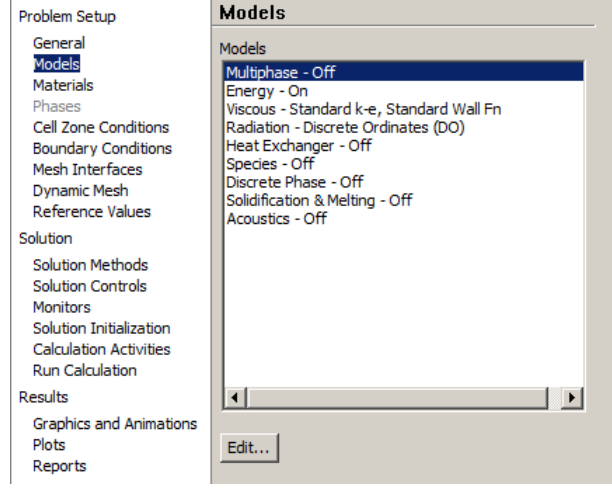 Problem Setup
General
Models
Materials
Phases
Cell Zone Conditions
Boundary Conditions
Mesh Interfaces
Dynamic Mesh
Reference Values
Solution
Solution Methods
Solution Controls
Monitors
Solution Initialization
Calculation Activities
Run Calculation
Results
Graphics and Animations
Plots
Reports
Models
Models
Multiphase - Off
Energy - On
Viscous - Standard k-e, Standard Wall Fn
Radiation - Discrete Ordinates (DO)
Heat Exchanger - Off
Species - Off
Discrete Phase - Off
Solidification & Melting - Off
Acoustics - Off
Edit...